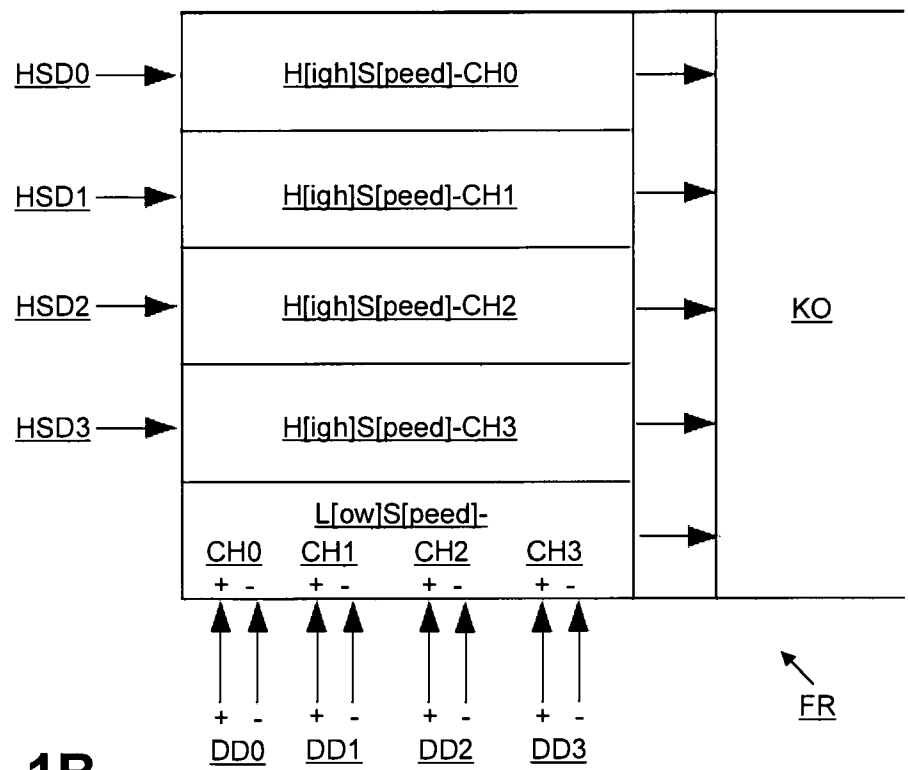 HSD0 H[igh]S[peed]-CH0
HSD1 H[igh]S[peed]-CH1
HSD2 H[igh]S[peed]-CH2 KO
HSD3 H[igh]S[peed]-CH3
L[ow]S[peed]-
CH0 CH1 CH2 CH3
+ - + - + - + -
FR
+ - + - + - + -
DD0 DD1 DD2 DD3